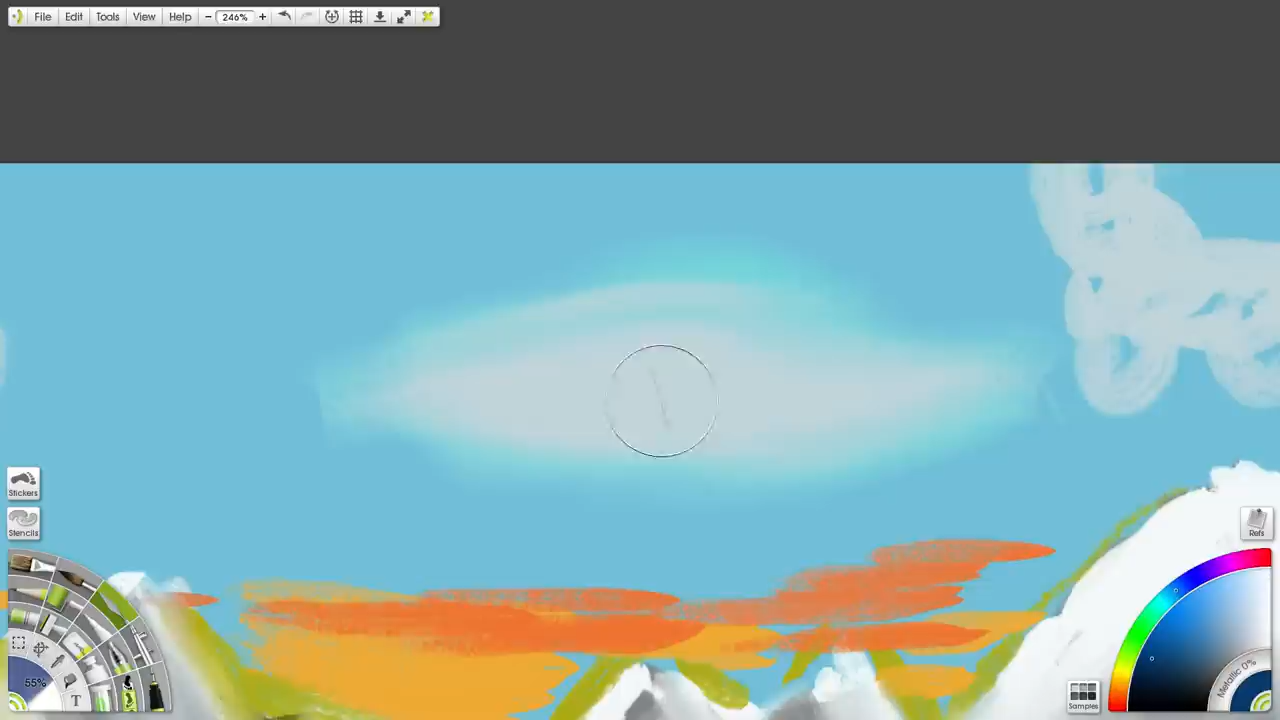 File Edit Tools View Help − 246% +
Stickers
Stencils
Refs
55%
T
Metallic 0%
Samples